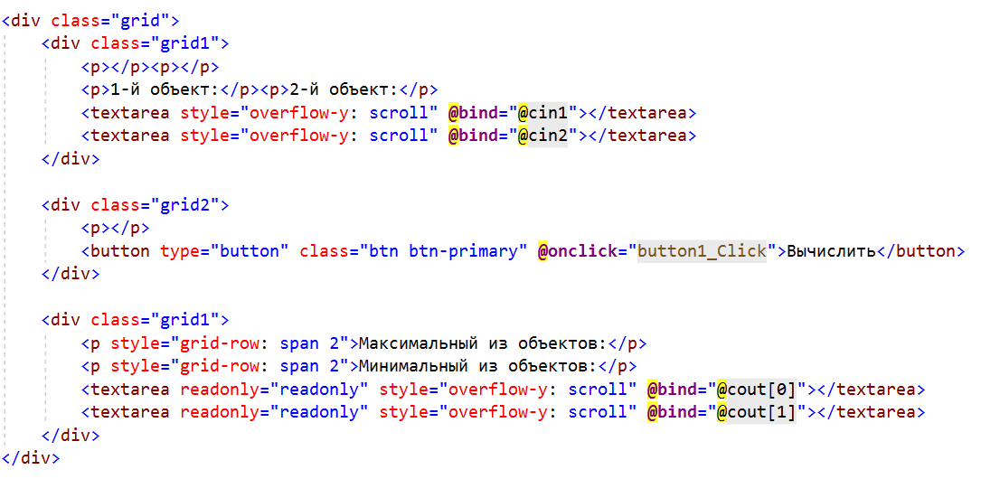 <div class="grid">
<div class="grid1">
<p></p><p></p>
<p>1-й объект:</p><p>2-й объект:</p>
<textarea style="overflow-y: scroll" @bind="@cin1"></textarea>
<textarea style="overflow-y: scroll" @bind="@cin2"></textarea>
</div>
<div class="grid2">
<p></p>
<button type="button" class="btn btn-primary" @onclick="button1_Click">Вычислить</button>
</div>
<div class="grid1">
<p style="grid-row: span 2">Максимальный из объектов:</p>
<p style="grid-row: span 2">Минимальный из объектов:</p>
<textarea readonly="readonly" style="overflow-y: scroll" @bind="@cout[0]"></textarea>
<textarea readonly="readonly" style="overflow-y: scroll" @bind="@cout[1]"></textarea>
</div>
</div>